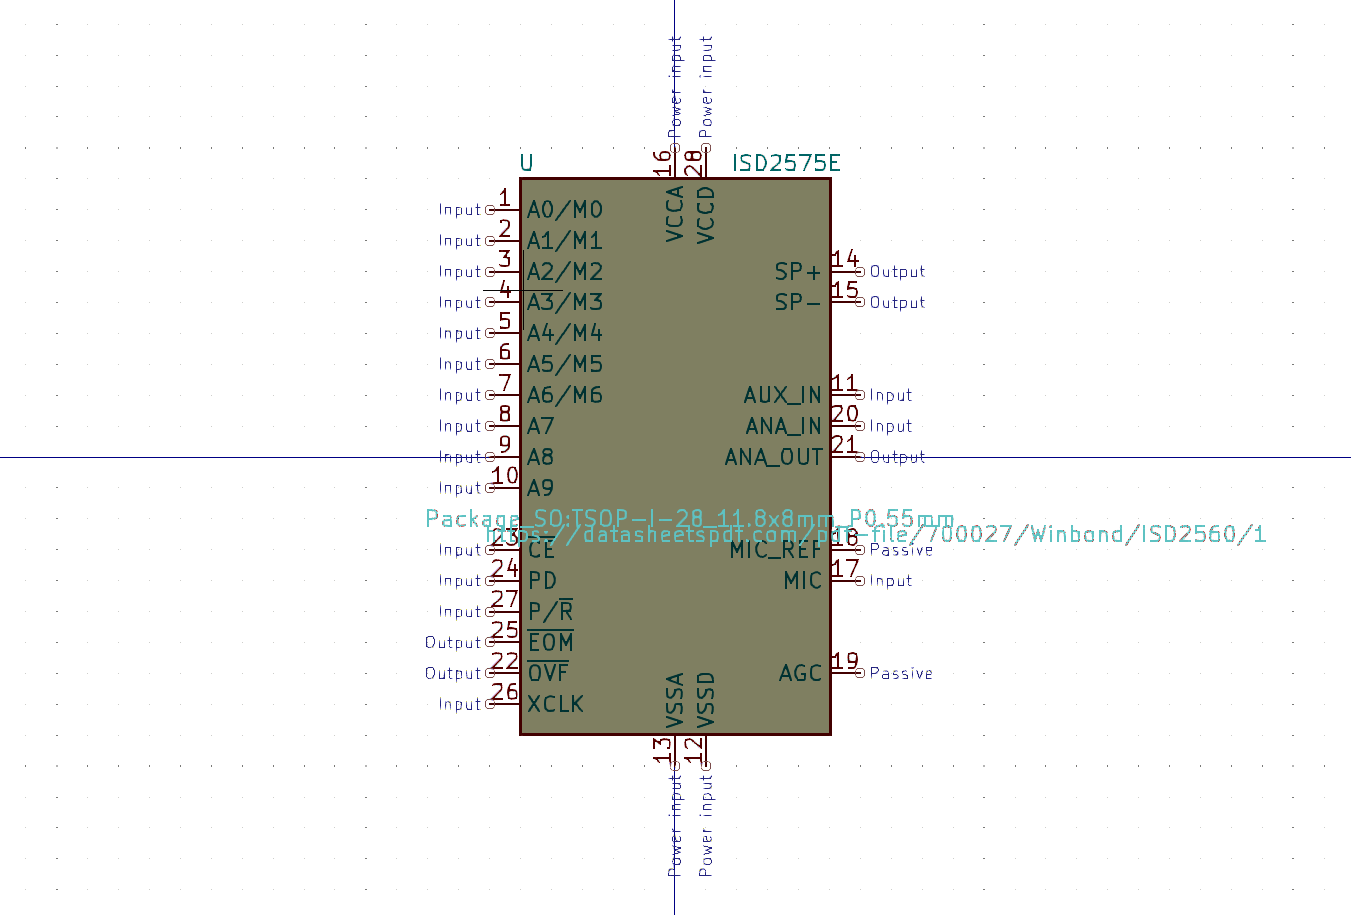 Power input
Power input
16
28
U
ISD2575E
VCCA
VCCD
Input
1
A0/M0
Input
2
A1/M1
Input
3
A2/M2
SP+
14
Output
Input
4
A3/M3
SP-
15
Output
Input
5
A4/M4
Input
6
A5/M5
Input
7
A6/M6
AUX_IN
11
Input
Input
8
A7
ANA_IN
20
Input
Input
9
A8
ANA_OUT
21
Output
Input
10
A9
Package_SO:TSOP-I-28_11.8x8mm_P0.55mm
https://datasheetspdf.com/pdf-file/700027/Winbond/ISD2560/1
Input
23
CE
MIC_REF
18
Passive
Input
24
PD
MIC
17
Input
Input
27
P/R
Output
25
EOM
Output
22
OVF
AGC
19
Passive
Input
26
XCLK
VSSA
VSSD
13
12
Power input
Power input